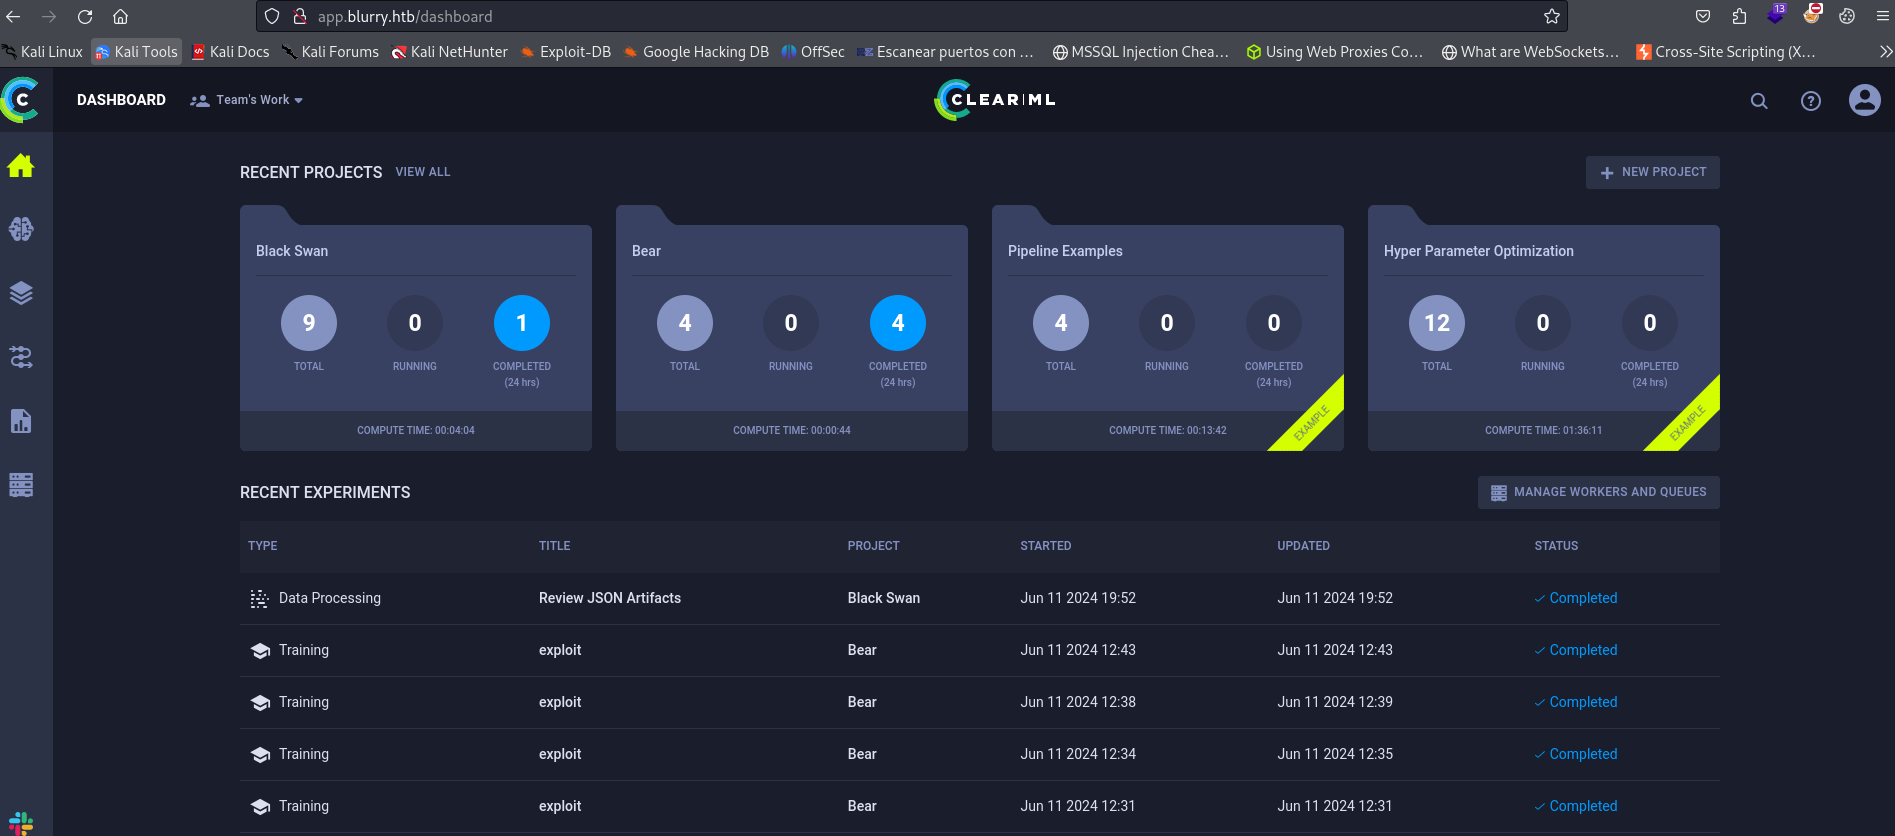 app.blurry.htb/dashboard
13
Kali Linux Kali Tools Kali Docs Kali Forums Kali NetHunter Exploit-DB Google Hacking DB OffSec Escanear puertos con … MSSQL Injection Chea… Using Web Proxies Co… What are WebSockets… Cross-Site Scripting (X…
C DASHBOARD Team's Work CLEAR|ML ?
RECENT PROJECTS VIEW ALL NEW PROJECT
Black Swan Bear Pipeline Examples Hyper Parameter Optimization
9 0 1 4 0 4 4 0 0 12 0 0
TOTAL RUNNING COMPLETED TOTAL RUNNING COMPLETED TOTAL RUNNING COMPLETED TOTAL RUNNING COMPLETED
(24 hrs) (24 hrs) (24 hrs) (24 hrs)
EXAMPLE EXAMPLE
COMPUTE TIME: 00:04:04 COMPUTE TIME: 00:00:44 COMPUTE TIME: 00:13:42 COMPUTE TIME: 01:36:11
RECENT EXPERIMENTS MANAGE WORKERS AND QUEUES
TYPE TITLE PROJECT STARTED UPDATED STATUS
Data Processing Review JSON Artifacts Black Swan Jun 11 2024 19:52 Jun 11 2024 19:52 Completed
Training exploit Bear Jun 11 2024 12:43 Jun 11 2024 12:43 Completed
Training exploit Bear Jun 11 2024 12:38 Jun 11 2024 12:39 Completed
Training exploit Bear Jun 11 2024 12:34 Jun 11 2024 12:35 Completed
Training exploit Bear Jun 11 2024 12:31 Jun 11 2024 12:31 Completed